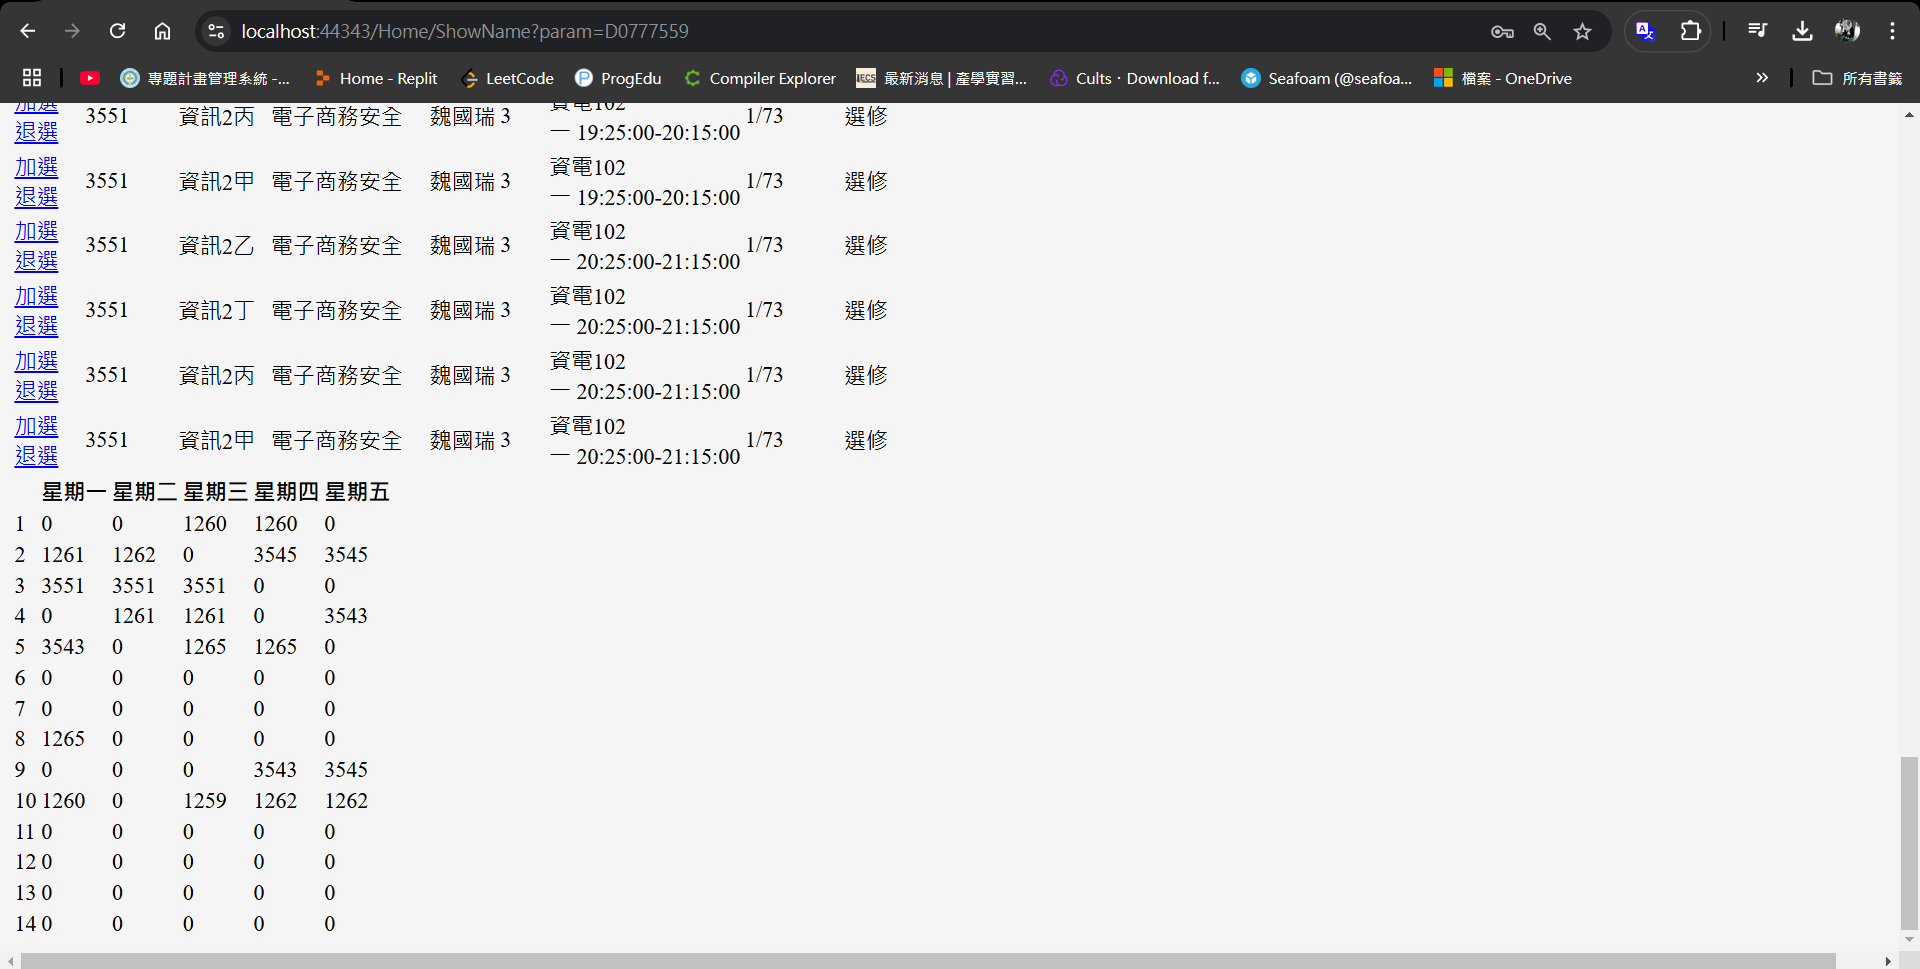 localhost:44343/Home/ShowName?param=D0777559
專題計畫管理系統 -... Home - Replit LeetCode ProgEdu Compiler Explorer IECS 最新消息 | 產學實習... Cults · Download f... Seafoam (@seafoa... 檔案 - OneDrive » 所有書籤
加選 資電102
退選 3551 資訊2丙 電子商務安全 魏國瑞 3 一 19:25:00-20:15:00 1/73 選修
加選 資電102
退選 3551 資訊2甲 電子商務安全 魏國瑞 3 一 19:25:00-20:15:00 1/73 選修
加選 資電102
退選 3551 資訊2乙 電子商務安全 魏國瑞 3 一 20:25:00-21:15:00 1/73 選修
加選 資電102
退選 3551 資訊2丁 電子商務安全 魏國瑞 3 一 20:25:00-21:15:00 1/73 選修
加選 資電102
退選 3551 資訊2丙 電子商務安全 魏國瑞 3 一 20:25:00-21:15:00 1/73 選修
加選 資電102
退選 3551 資訊2甲 電子商務安全 魏國瑞 3 一 20:25:00-21:15:00 1/73 選修
星期一 星期二 星期三 星期四 星期五
1 0 0 1260 1260 0
2 1261 1262 0 3545 3545
3 3551 3551 3551 0 0
4 0 1261 1261 0 3543
5 3543 0 1265 1265 0
6 0 0 0 0 0
7 0 0 0 0 0
8 1265 0 0 0 0
9 0 0 0 3543 3545
10 1260 0 1259 1262 1262
11 0 0 0 0 0
12 0 0 0 0 0
13 0 0 0 0 0
14 0 0 0 0 0